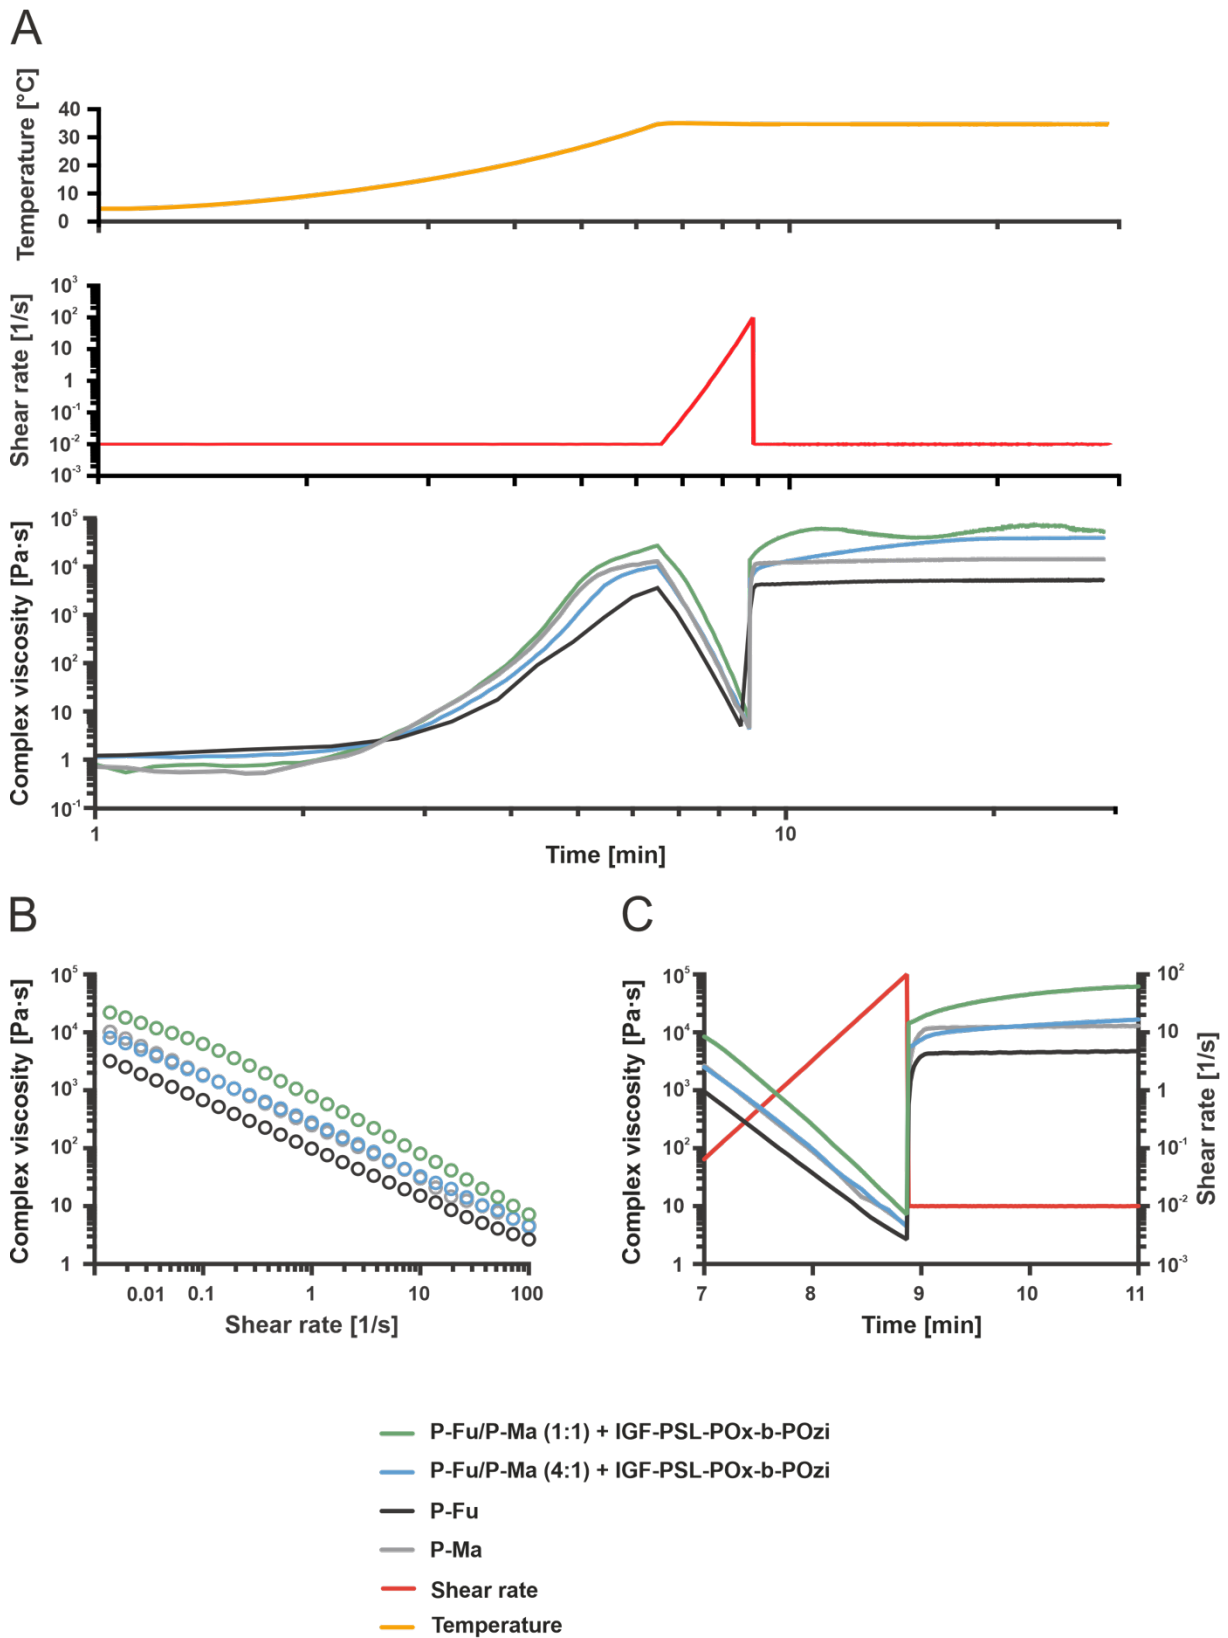 A
Temperature [°C]
40
30
20
10
0
Shear rate [1/s]
10³
10²
10
1
10⁻¹
10⁻²
10⁻³
Complex viscosity [Pa·s]
10⁵
10⁴
10³
10²
10
1
10⁻¹
1 10
Time [min]
B
Complex viscosity [Pa·s]
10⁵
10⁴
10³
10²
10
1
0.01 0.1 1 10 100
Shear rate [1/s]
C
Complex viscosity [Pa·s]
10⁵
10⁴
10³
10²
10
1
7 8 9 10 11
Time [min]
10²
10
1
10⁻¹
10⁻²
10⁻³
Shear rate [1/s]
P-Fu/P-Ma (1:1) + IGF-PSL-POx-b-POzi
P-Fu/P-Ma (4:1) + IGF-PSL-POx-b-POzi
P-Fu
P-Ma
Shear rate
Temperature